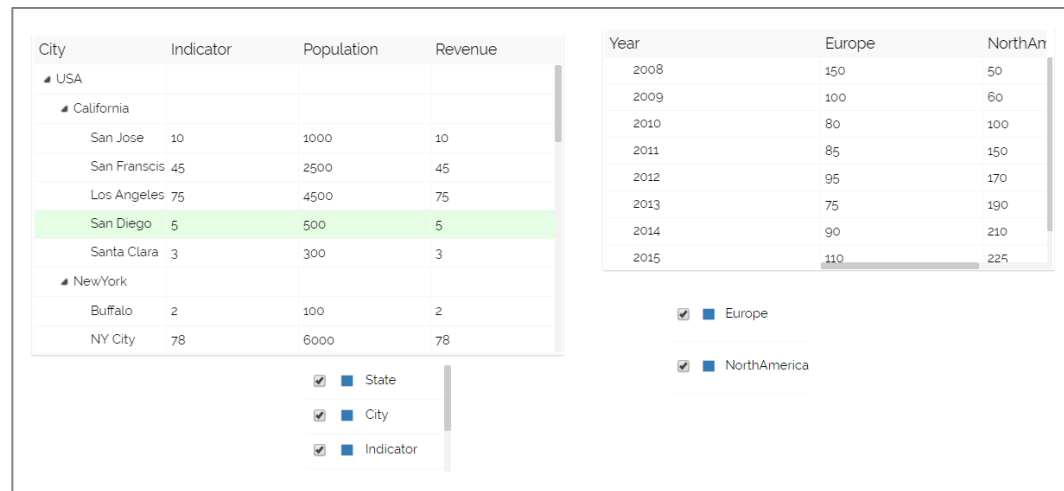 City Indicator Population Revenue
USA
California
San Jose 10 1000 10
San Franscis 45 2500 45
Los Angeles 75 4500 75
San Diego 5 500 5
Santa Clara 3 300 3
NewYork
Buffalo 2 100 2
NY City 78 6000 78
State
City
Indicator
Year Europe NorthAm
2008 150 50
2009 100 60
2010 80 100
2011 85 150
2012 95 170
2013 75 190
2014 90 210
2015 110 225
Europe
NorthAmerica